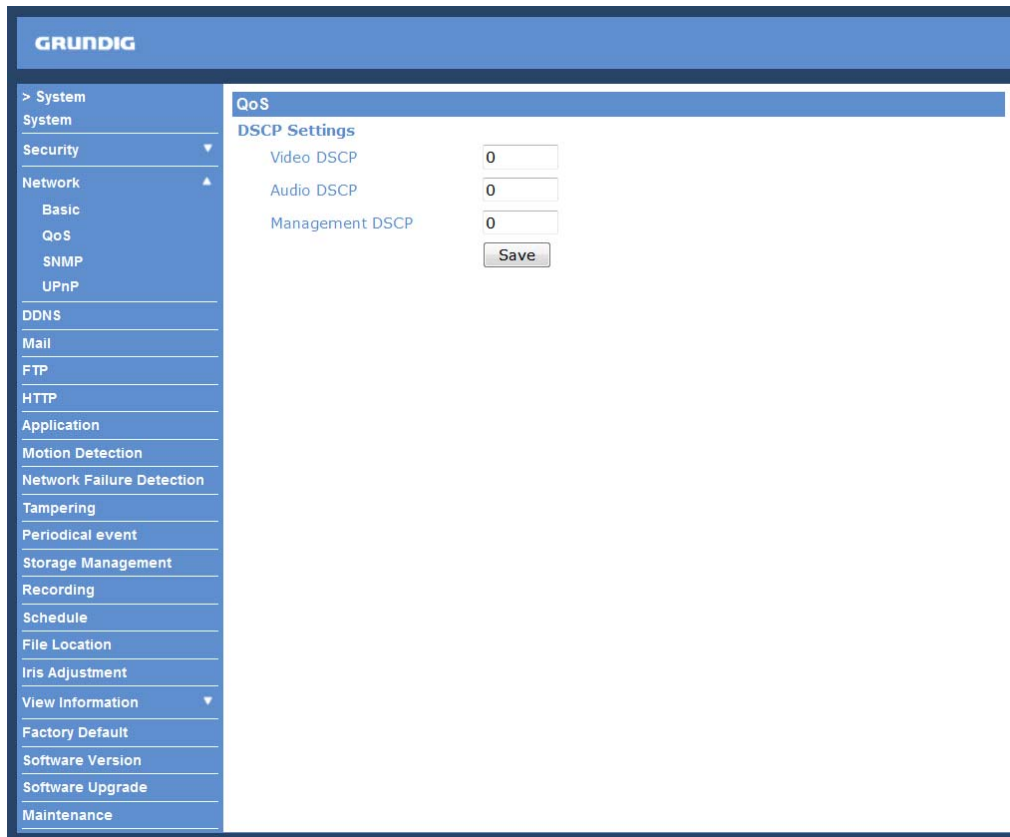 GRUNDIG
> System
System
Security
Network
Basic
QoS
SNMP
UPnP
DDNS
Mail
FTP
HTTP
Application
Motion Detection
Network Failure Detection
Tampering
Periodical event
Storage Management
Recording
Schedule
File Location
Iris Adjustment
View Information
Factory Default
Software Version
Software Upgrade
Maintenance
QoS
DSCP Settings
Video DSCP 0
Audio DSCP 0
Management DSCP 0
Save